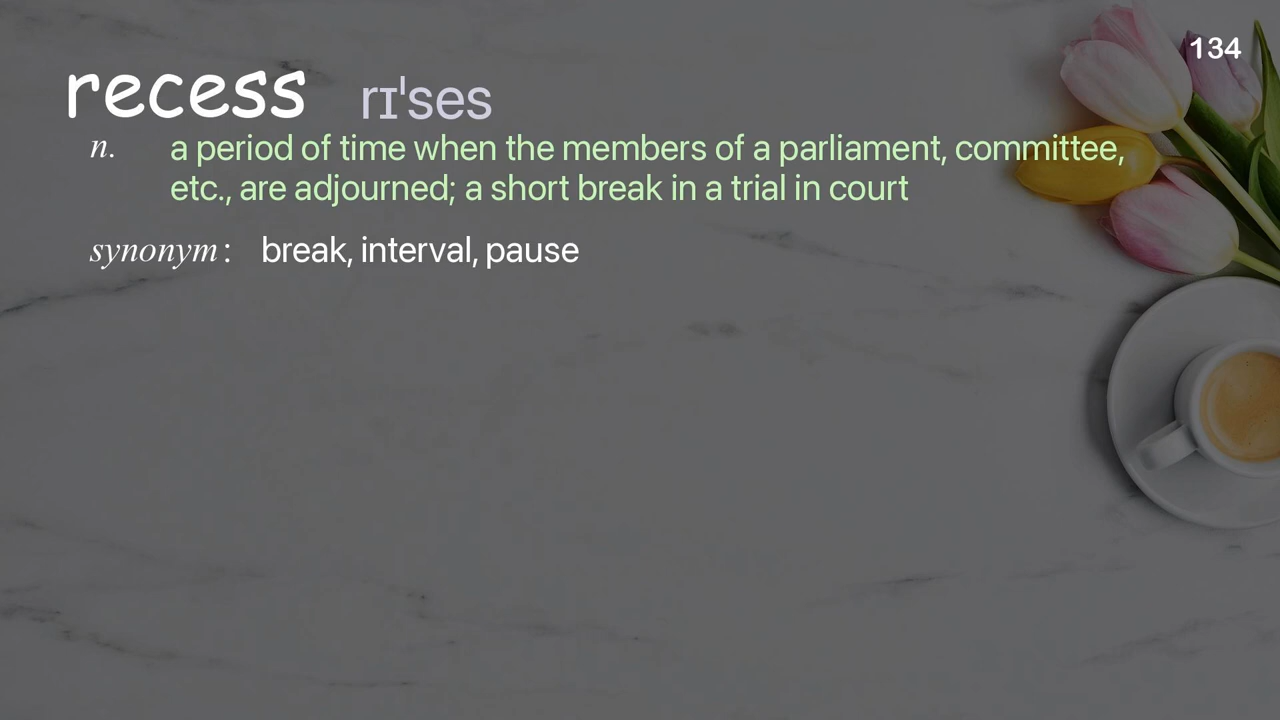 134
recess rɪˈses
n. a period of time when the members of a parliament, committee,
etc., are adjourned; a short break in a trial in court
synonym : break, interval, pause